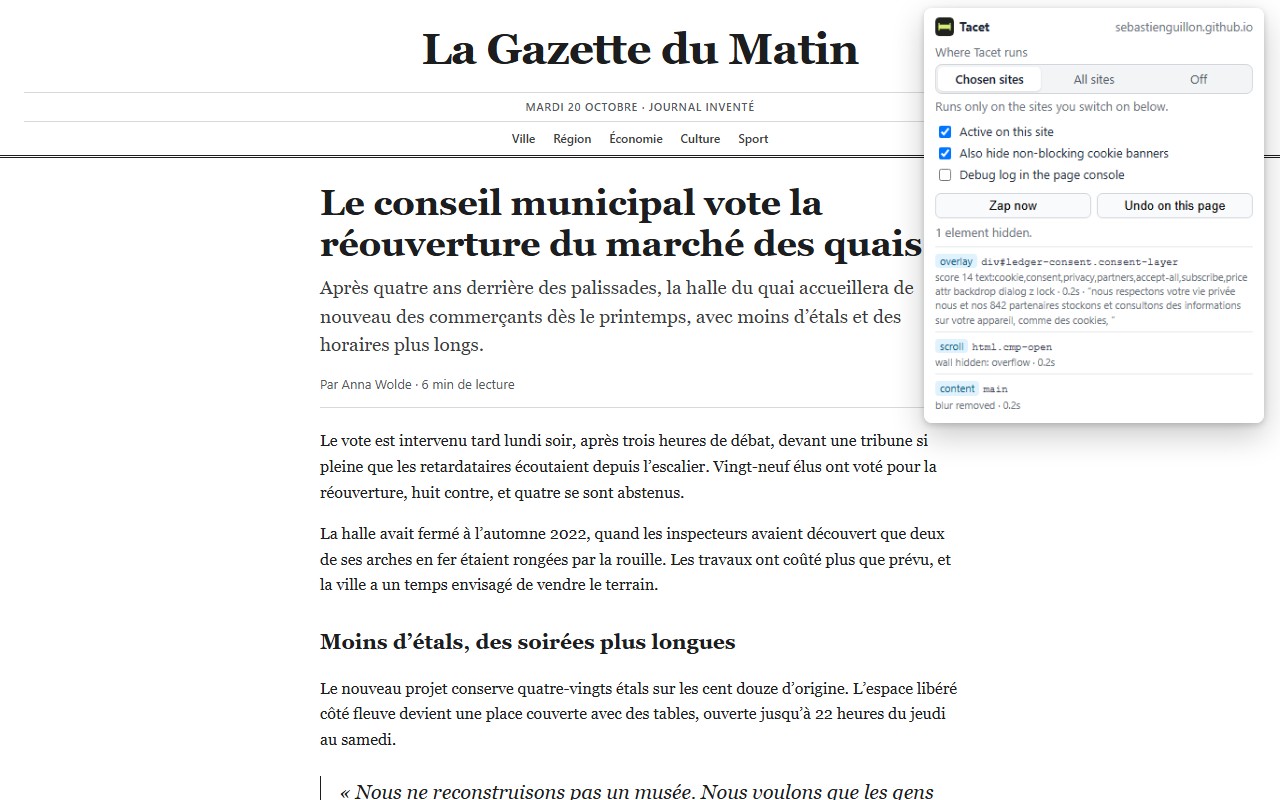 La Gazette du Matin
MARDI 20 OCTOBRE · JOURNAL INVENTÉ
Ville Région Économie Culture Sport
Le conseil municipal vote la
réouverture du marché des quais
Après quatre ans derrière des palissades, la halle du quai accueillera de
nouveau des commerçants dès le printemps, avec moins d’étals et des
horaires plus longs.
Par Anna Wolde · 6 min de lecture
Le vote est intervenu tard lundi soir, après trois heures de débat, devant une tribune si
pleine que les retardataires écoutaient depuis l’escalier. Vingt-neuf élus ont voté pour la
réouverture, huit contre, et quatre se sont abstenus.
La halle avait fermé à l’automne 2022, quand les inspecteurs avaient découvert que deux
de ses arches en fer étaient rongées par la rouille. Les travaux ont coûté plus que prévu, et
la ville a un temps envisagé de vendre le terrain.
Moins d’étals, des soirées plus longues
Le nouveau projet conserve quatre-vingts étals sur les cent douze d’origine. L’espace libéré
côté fleuve devient une place couverte avec des tables, ouverte jusqu’à 22 heures du jeudi
au samedi.
« Nous ne reconstruisons pas un musée. Nous voulons que les gens
Tacet sebastienguillon.github.io
Where Tacet runs
Chosen sites All sites Off
Runs only on the sites you switch on below.
Active on this site
Also hide non-blocking cookie banners
Debug log in the page console
Zap now Undo on this page
1 element hidden.
overlay div#ledger-consent.consent-layer
score 14 text:cookie,consent,privacy,partners,accept-all,subscribe,price
attr backdrop dialog z lock · 0.2s · "nous respectons votre vie privée
nous et nos 842 partenaires stockons et consultons des informations
sur votre appareil, comme des cookies, "
scroll html.cmp-open
wall hidden: overflow · 0.2s
content main
blur removed · 0.2s